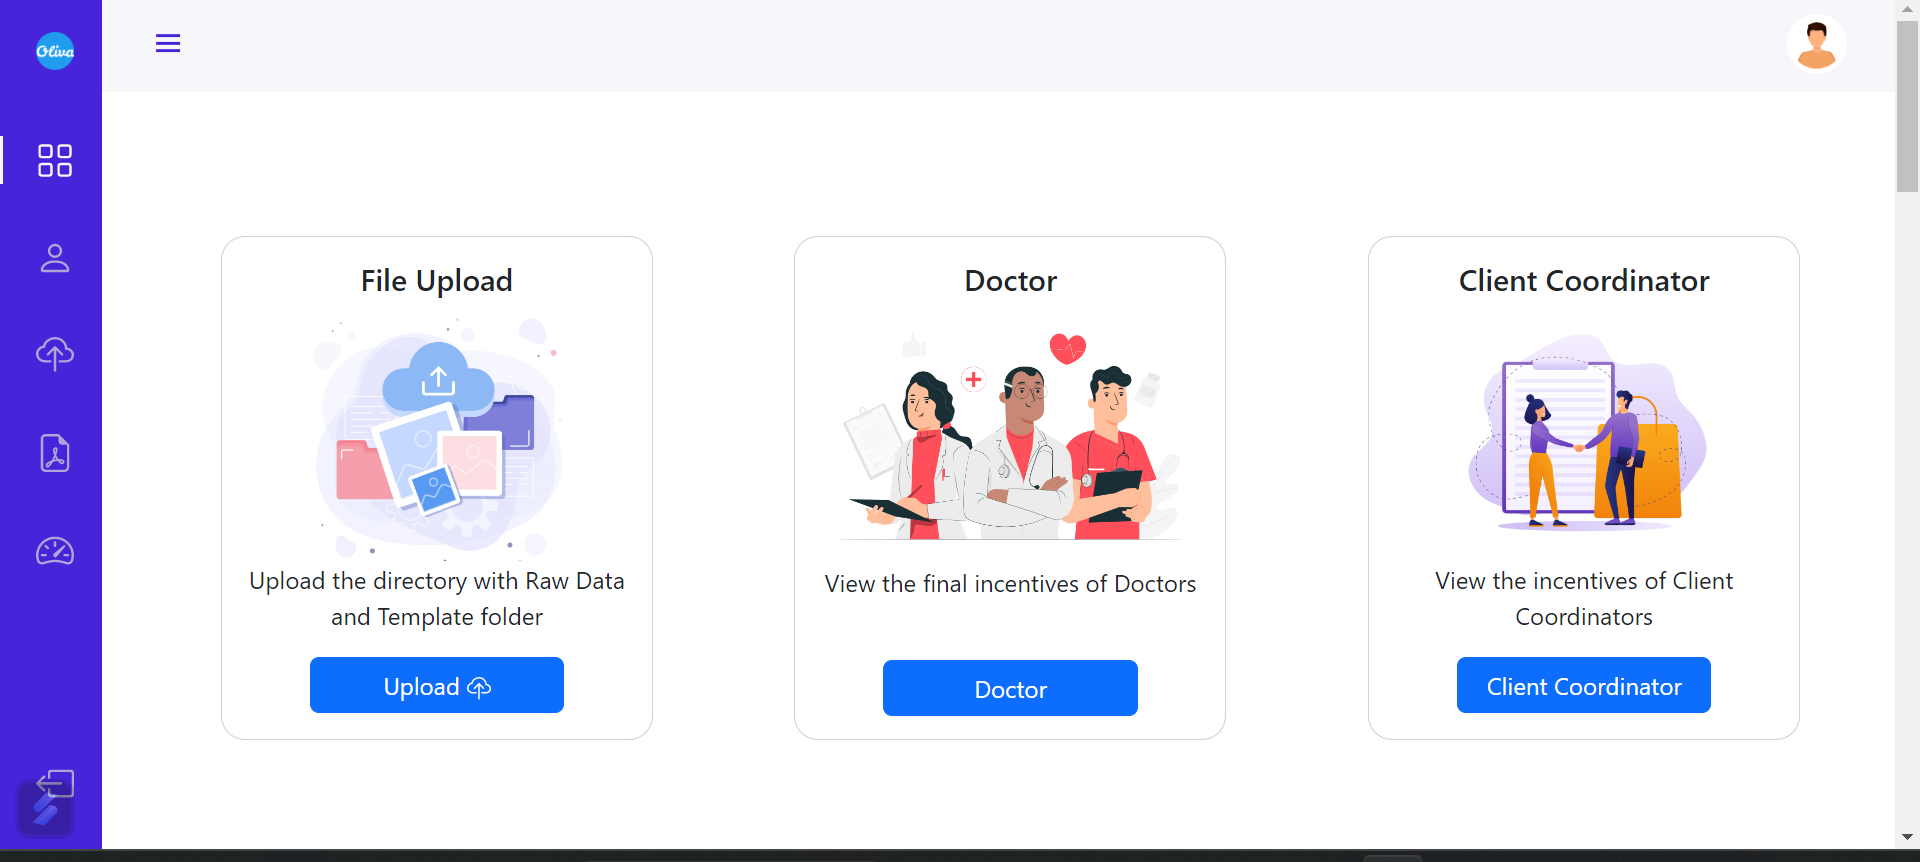 Oliva
File Upload
Upload the directory with Raw Data
and Template folder
Upload
Doctor
View the final incentives of Doctors
Doctor
Client Coordinator
View the incentives of Client
Coordinators
Client Coordinator